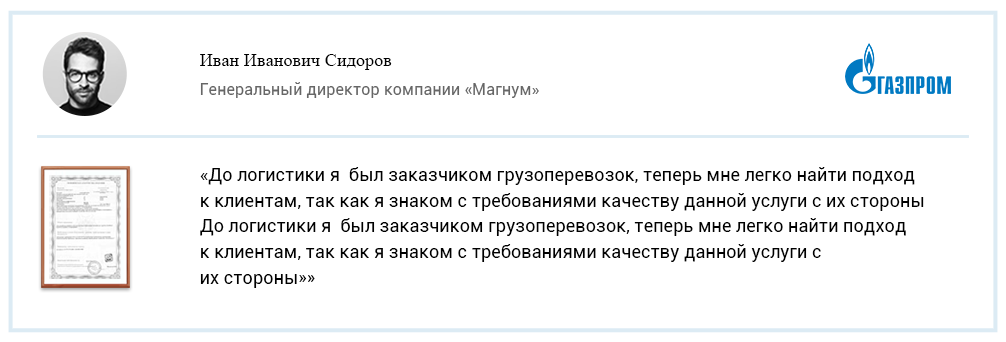 Иван Иванович Сидоров
Генеральный директор компании «Магнум»
ГАЗПРОМ
«До логистики я был заказчиком грузоперевозок, теперь мне легко найти подход
к клиентам, так как я знаком с требованиями качеству данной услуги с их стороны
До логистики я был заказчиком грузоперевозок, теперь мне легко найти подход
к клиентам, так как я знаком с требованиями качеству данной услуги с
их стороны»»